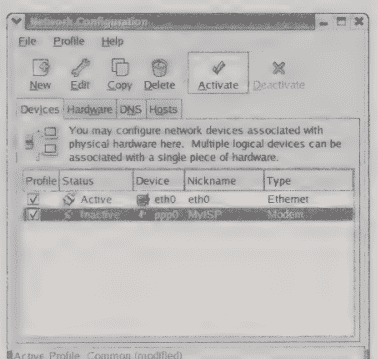 Network Configuration
File Profile Help
New Edit Copy Delete Activate Deactivate
Devices Hardware DNS Hosts
You may configure network devices associated with
physical hardware here. Multiple logical devices can be
associated with a single piece of hardware.
Profile Status Device Nickname Type
Active eth0 eth0 Ethernet
Inactive ppp0 MyISP Modem
Active Profile: Common (modified)